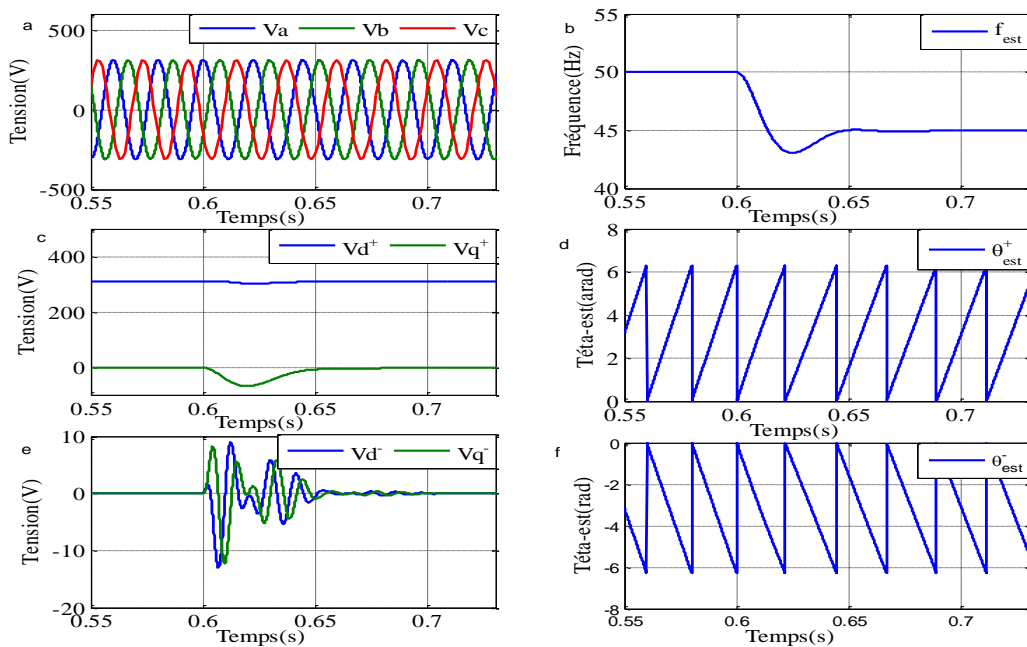 a
Va Vb Vc
500
0
-500
Tension(V)
0.55 0.6 0.65 0.7
Temps(s)
b
f est
55
50
45
40
Fréquence(Hz)
0.55 0.6 0.65 0.7
Temps(s)
c
Vd+ Vq+
400
200
0
Tension(V)
0.55 0.6 0.65 0.7
Temps(s)
d
θ+est
8
6
4
2
0
Téta-est(arad)
0.55 0.6 0.65 0.7
Temps(s)
e
Vd- Vq-
10
0
-10
-20
Tension(V)
0.55 0.6 0.65 0.7
Temps(s)
f
θ-est
0
-2
-4
-6
-8
Téta-est(rad)
0.55 0.6 0.65 0.7
Temps(s)